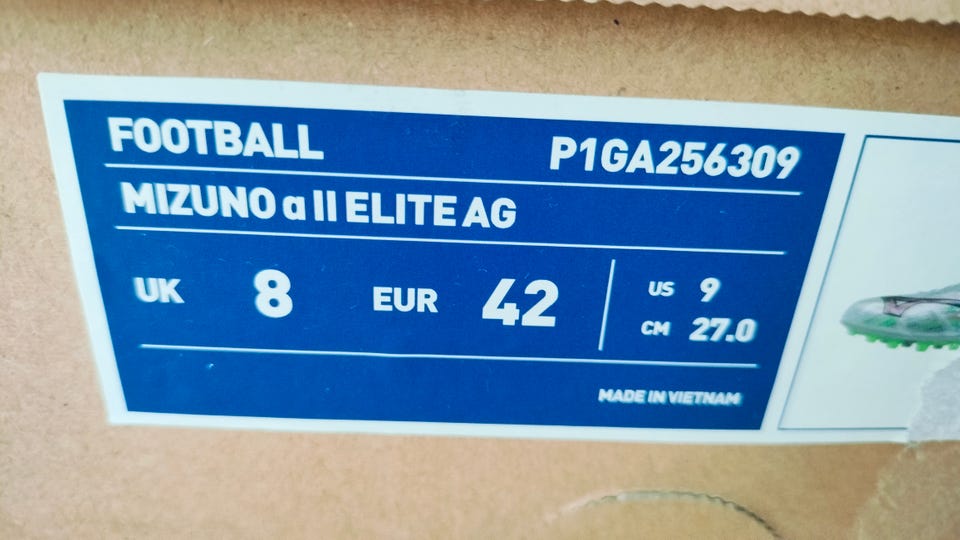 FOOTBALL P1GA256309
MIZUNO α II ELITE AG
UK 8 EUR 42 US 9
CM 27.0
MADE IN VIETNAM